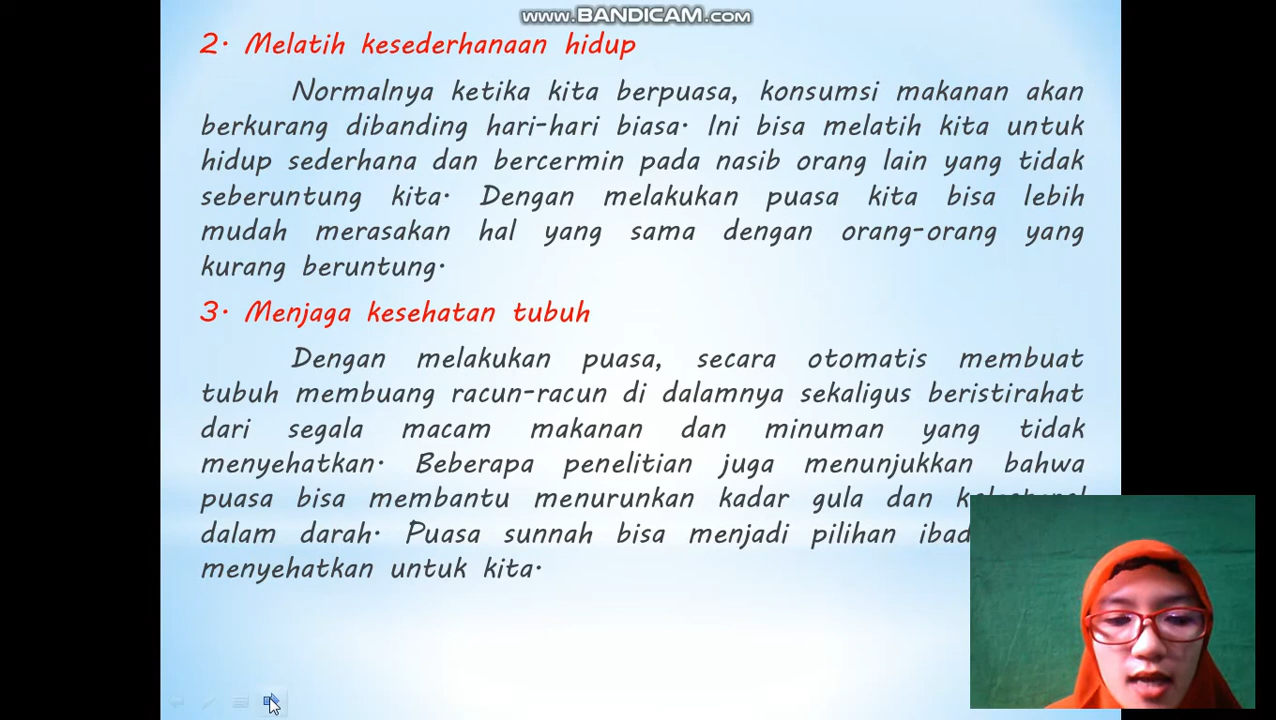 www.BANDICAM.com
2. Melatih kesederhanaan hidup
Normalnya ketika kita berpuasa, konsumsi makanan akan
berkurang dibanding hari-hari biasa. Ini bisa melatih kita untuk
hidup sederhana dan bercermin pada nasib orang lain yang tidak
seberuntung kita. Dengan melakukan puasa kita bisa lebih
mudah merasakan hal yang sama dengan orang-orang yang
kurang beruntung.
3. Menjaga kesehatan tubuh
Dengan melakukan puasa, secara otomatis membuat
tubuh membuang racun-racun di dalamnya sekaligus beristirahat
dari segala macam makanan dan minuman yang tidak
menyehatkan. Beberapa penelitian juga menunjukkan bahwa
puasa bisa membantu menurunkan kadar gula dan
dalam darah. Puasa sunnah bisa menjadi pilihan
menyehatkan untuk kita.